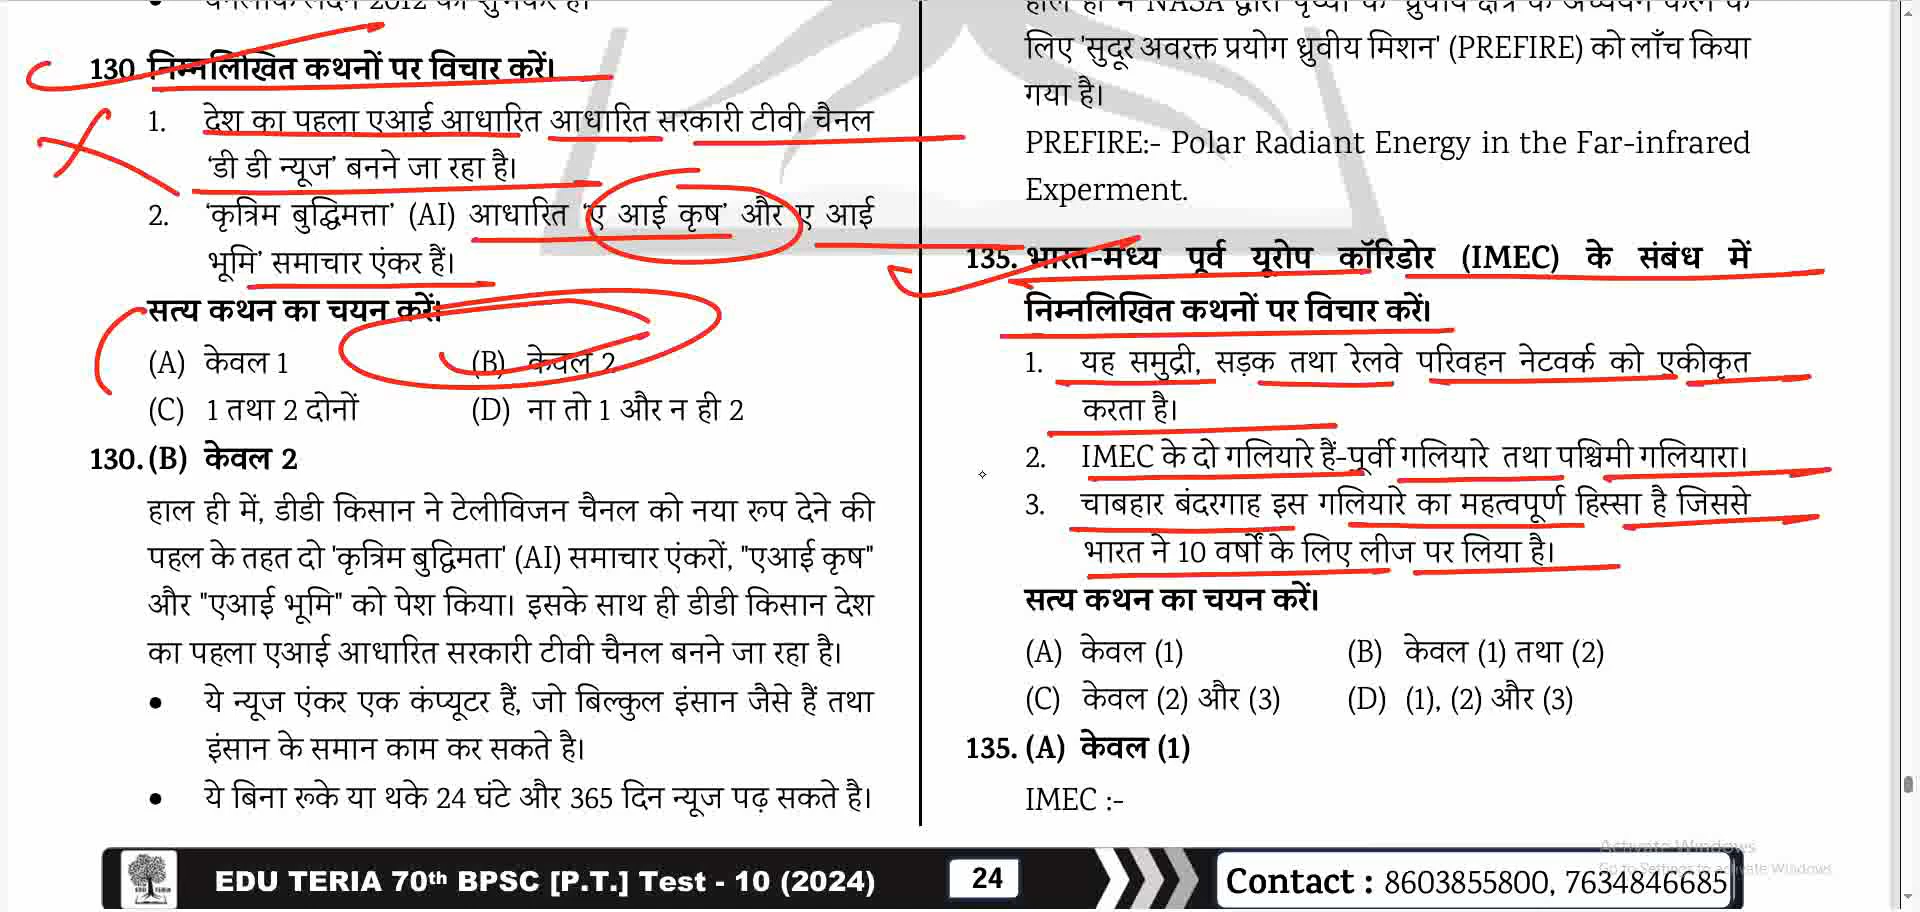 130 निम्नलिखित कथनों पर विचार करें।
1. देश का पहला एआई आधारित आधारित सरकारी टीवी चैनल
'डी डी न्यूज' बनने जा रहा है।
2. 'कृत्रिम बुद्धिमत्ता' (AI) आधारित 'ए आई कृष' और ए आई
भूमि' समाचार एंकर हैं।
सत्य कथन का चयन करें।
(A) केवल 1 (B) केवल 2
(C) 1 तथा 2 दोनों (D) ना तो 1 और न ही 2
130. (B) केवल 2
हाल ही में, डीडी किसान ने टेलीविजन चैनल को नया रूप देने की
पहल के तहत दो 'कृत्रिम बुद्धिमता' (AI) समाचार एंकरों, "एआई कृष"
और "एआई भूमि" को पेश किया। इसके साथ ही डीडी किसान देश
का पहला एआई आधारित सरकारी टीवी चैनल बनने जा रहा है।
• ये न्यूज एंकर एक कंप्यूटर हैं, जो बिल्कुल इंसान जैसे हैं तथा
इंसान के समान काम कर सकते है।
• ये बिना रूके या थके 24 घंटे और 365 दिन न्यूज पढ़ सकते है।
लिए 'सुदूर अवरक्त प्रयोग ध्रुवीय मिशन' (PREFIRE) को लाँच किया
गया है।
PREFIRE:- Polar Radiant Energy in the Far-infrared
Experment.
135. भारत-मध्य पूर्व यूरोप कॉरिडोर (IMEC) के संबंध में
निम्नलिखित कथनों पर विचार करें।
1. यह समुद्री, सड़क तथा रेलवे परिवहन नेटवर्क को एकीकृत
करता है।
2. IMEC के दो गलियारे हैं-पूर्वी गलियारे तथा पश्चिमी गलियारा।
3. चाबहार बंदरगाह इस गलियारे का महत्वपूर्ण हिस्सा है जिससे
भारत ने 10 वर्षों के लिए लीज पर लिया है।
सत्य कथन का चयन करें।
(A) केवल (1) (B) केवल (1) तथा (2)
(C) केवल (2) और (3) (D) (1), (2) और (3)
135. (A) केवल (1)
IMEC :-
Activate Windows
Go to Settings to activate Windows
EDU TERIA 70th BPSC [P.T.] Test - 10 (2024) 24 Contact : 8603855800, 7634846685